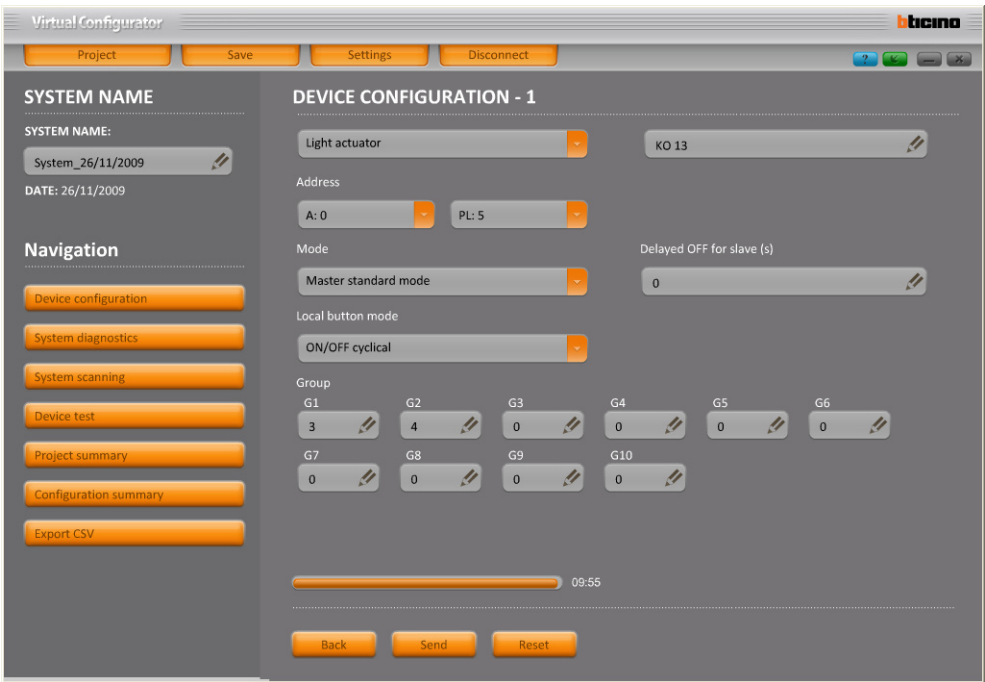 Virtual Configurator
bticino
Project Save Settings Disconnect
?
SYSTEM NAME
SYSTEM NAME:
System_26/11/2009
DATE: 26/11/2009
Navigation
Device configuration
System diagnostics
System scanning
Device test
Project summary
Configuration summary
Export CSV
DEVICE CONFIGURATION - 1
Light actuator
KO 13
Address
A: 0 PL: 5
Mode Delayed OFF for slave (s)
Master standard mode 0
Local button mode
ON/OFF cyclical
Group
G1 G2 G3 G4 G5 G6
3 4 0 0 0 0
G7 G8 G9 G10
0 0 0 0
09:55
Back Send Reset